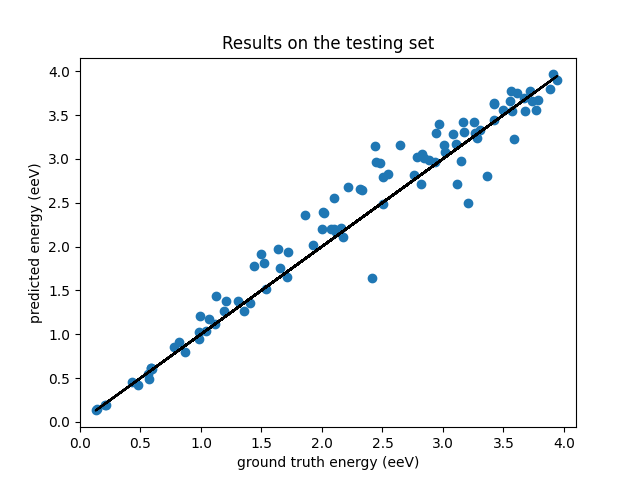 Results on the testing set
4.0
3.5
3.0
2.5
2.0
1.5
1.0
0.5
0.0
predicted energy (eeV)
0.0 0.5 1.0 1.5 2.0 2.5 3.0 3.5 4.0
ground truth energy (eeV)